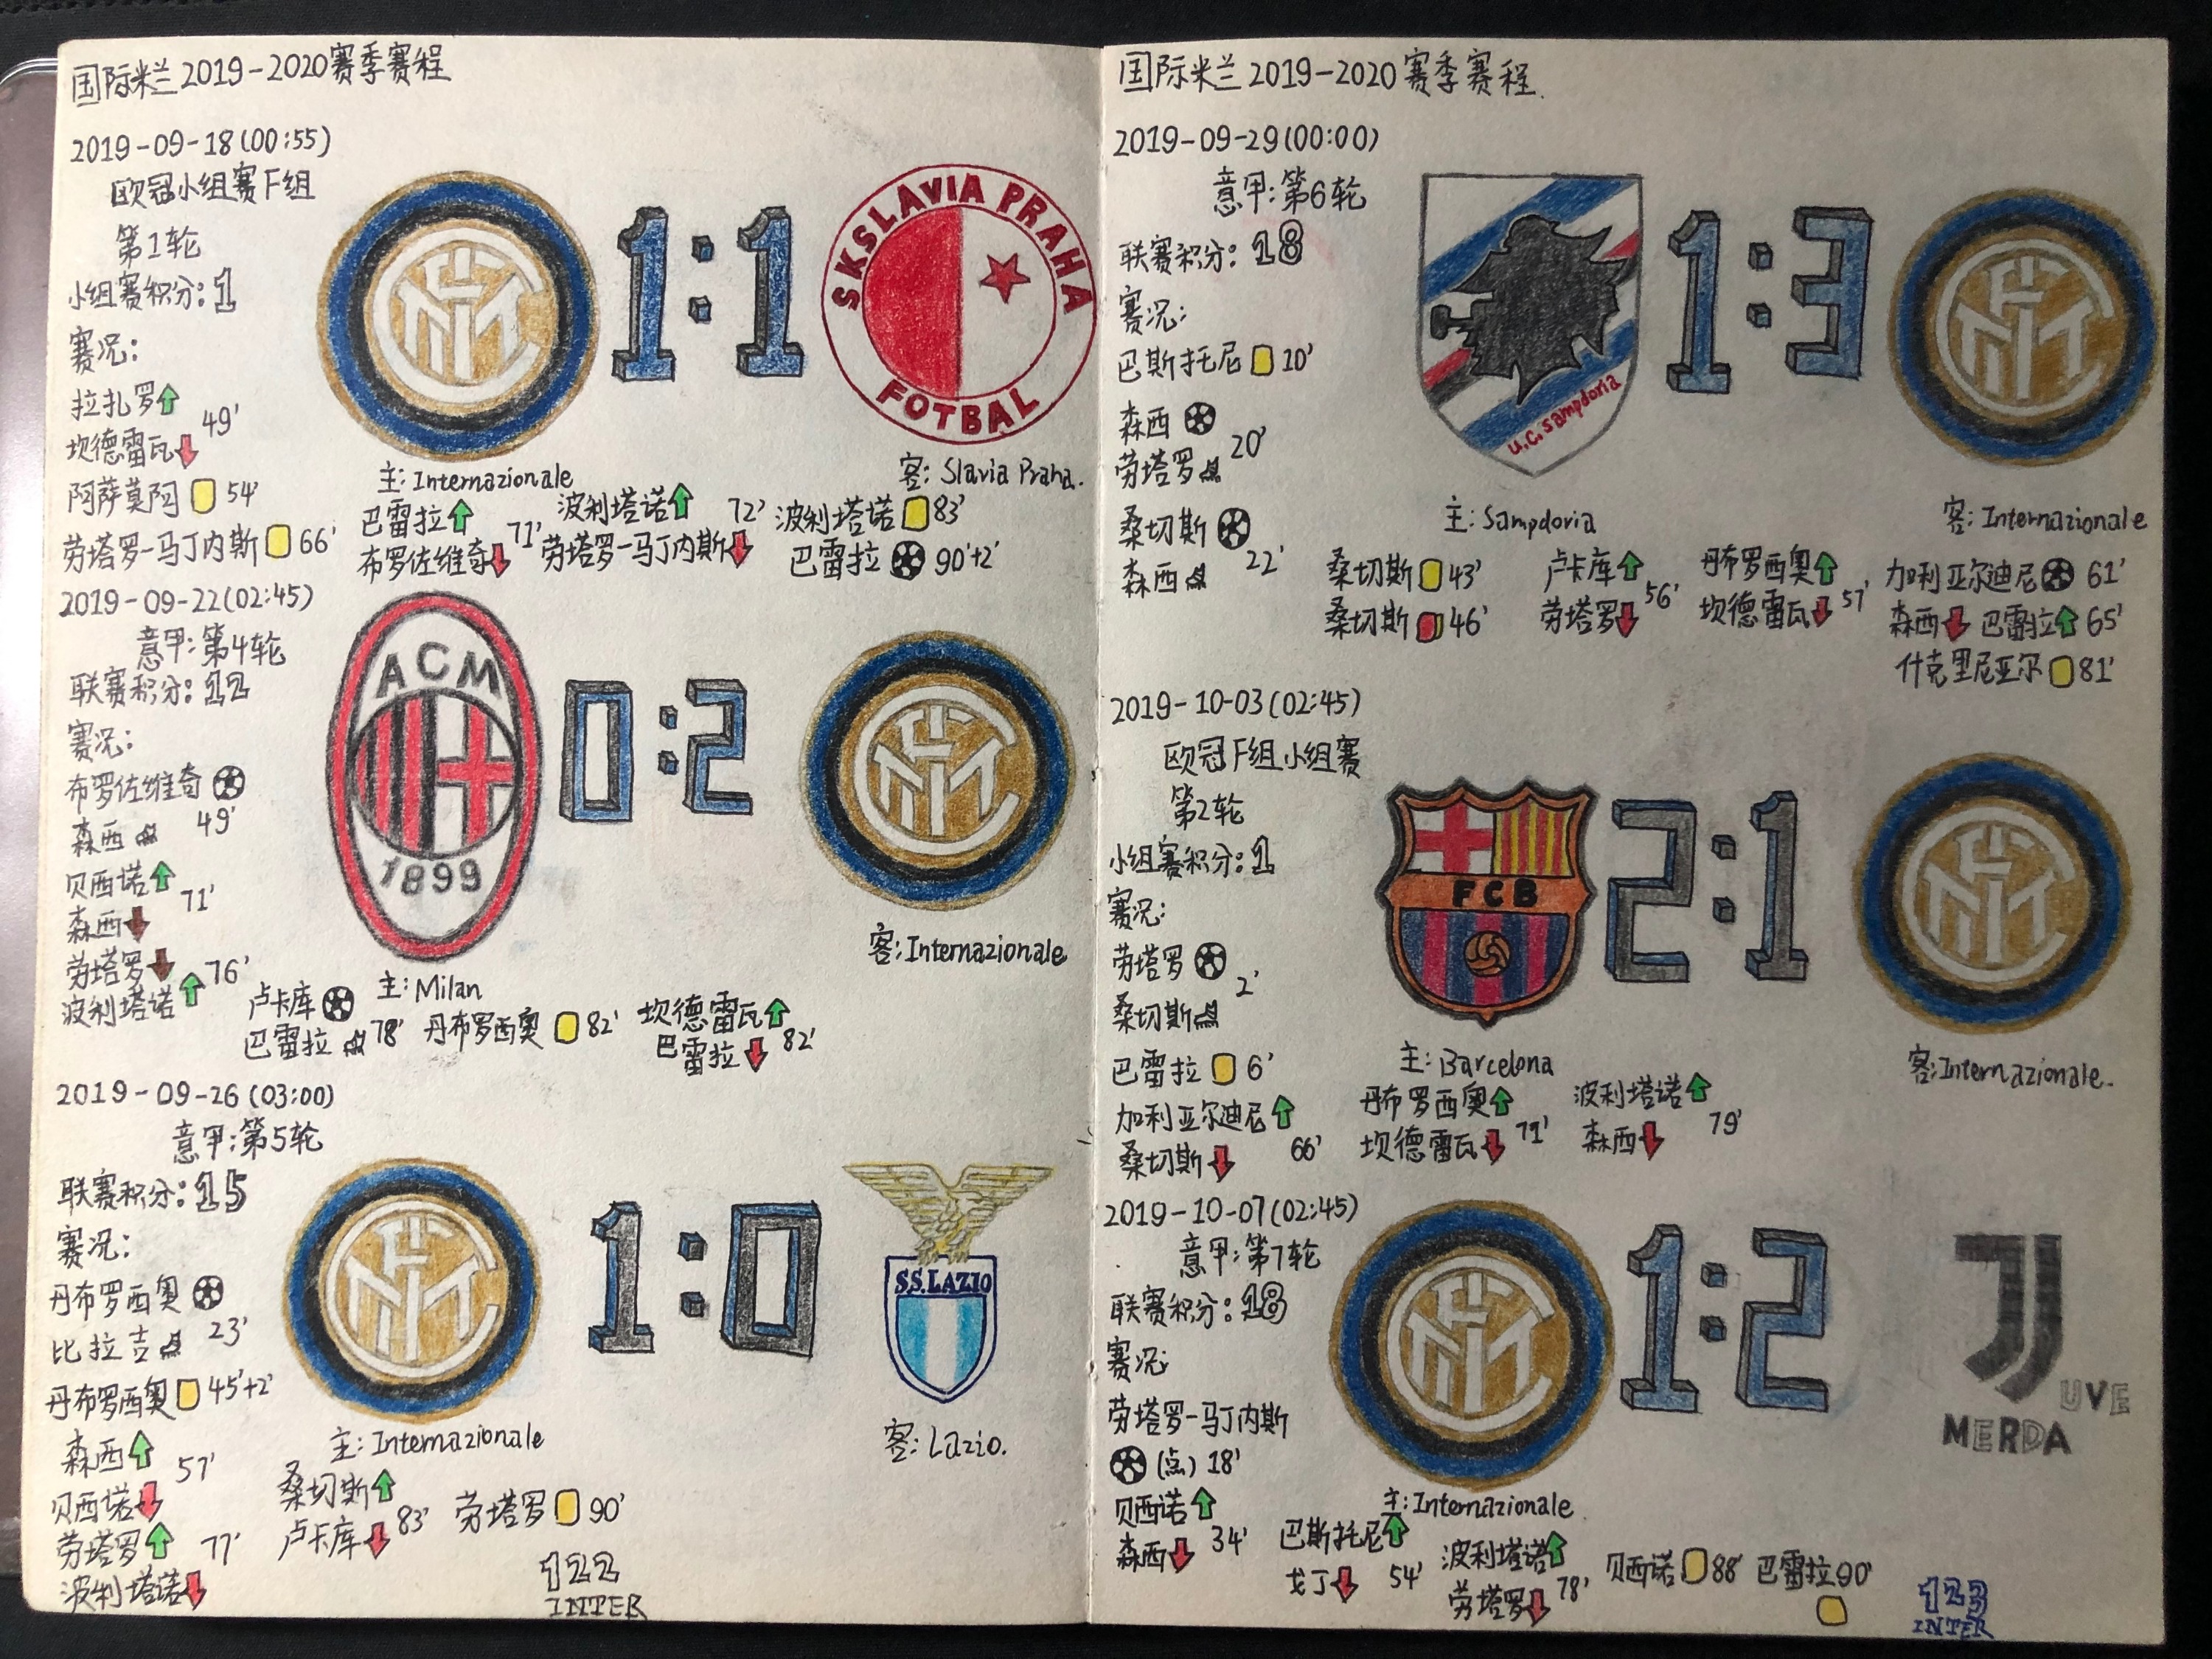 国际米兰2019-2020赛季赛程
2019-09-18(00:55)
欧冠小组赛F组
第1轮
小组赛积分:1
赛况:
拉扎罗
坎德雷瓦 49'
阿萨莫阿 54'
劳塔罗-马丁内斯 66'
1:1
SK SLAVIA PRAHA
FOTBAL
主: Internazionale
客: Slavia Praha.
巴雷拉
布罗佐维奇 71'
波利塔诺
劳塔罗-马丁内斯 72'
波利塔诺 83'
巴雷拉 90'+2'
2019-09-22(02:45)
意甲:第4轮
联赛积分:12
赛况:
布罗佐维奇
森西 49'
贝西诺
森西 71'
劳塔罗
波利塔诺 76'
ACM
1899
0:2
主: Milan
客: Internazionale
卢卡库
巴雷拉 78'
丹布罗西奥 82'
坎德雷瓦
巴雷拉 82'
2019-09-26(03:00)
意甲:第5轮
联赛积分:15
赛况:
丹布罗西奥
比拉吉点 23'
丹布罗西奥 45'+2'
森西
贝西诺 57'
劳塔罗
波利塔诺 77'
1:0
S.S.LAZIO
主: Internazionale
客: Lazio.
桑切斯
卢卡库 83'
劳塔罗 90'
122
INTER
国际米兰2019-2020赛季赛程.
2019-09-29(00:00)
意甲:第6轮
联赛积分:18
赛况:
巴斯托尼 20'
森西
劳塔罗点 20'
桑切斯
森西点 22'
u.c.sampdoria
1:3
主: Sampdoria
客: Internazionale
桑切斯 43'
桑切斯 46'
卢卡库
劳塔罗 56'
丹布罗西奥
坎德雷瓦 57'
加利亚尔迪尼 61'
森西 巴雷拉 65'
什克里尼亚尔 81'
2019-10-03(02:45)
欧冠F组小组赛
第2轮
小组赛积分:1
赛况:
劳塔罗
桑切斯点 2'
巴雷拉 6'
加利亚尔迪尼
桑切斯 66'
FCB
2:1
主: Barcelona
客: Internazionale.
丹布罗西奥
坎德雷瓦 71'
波利塔诺
森西 79'
2019-10-07(02:45)
意甲:第7轮
联赛积分:18
赛况:
劳塔罗-马丁内斯
(点) 18'
贝西诺
森西 34'
1:2
UVE
MERDA
主: Internazionale
巴斯托尼
戈丁 54'
波利塔诺
劳塔罗 78'
贝西诺 88'
巴雷拉 90'
123
INTER